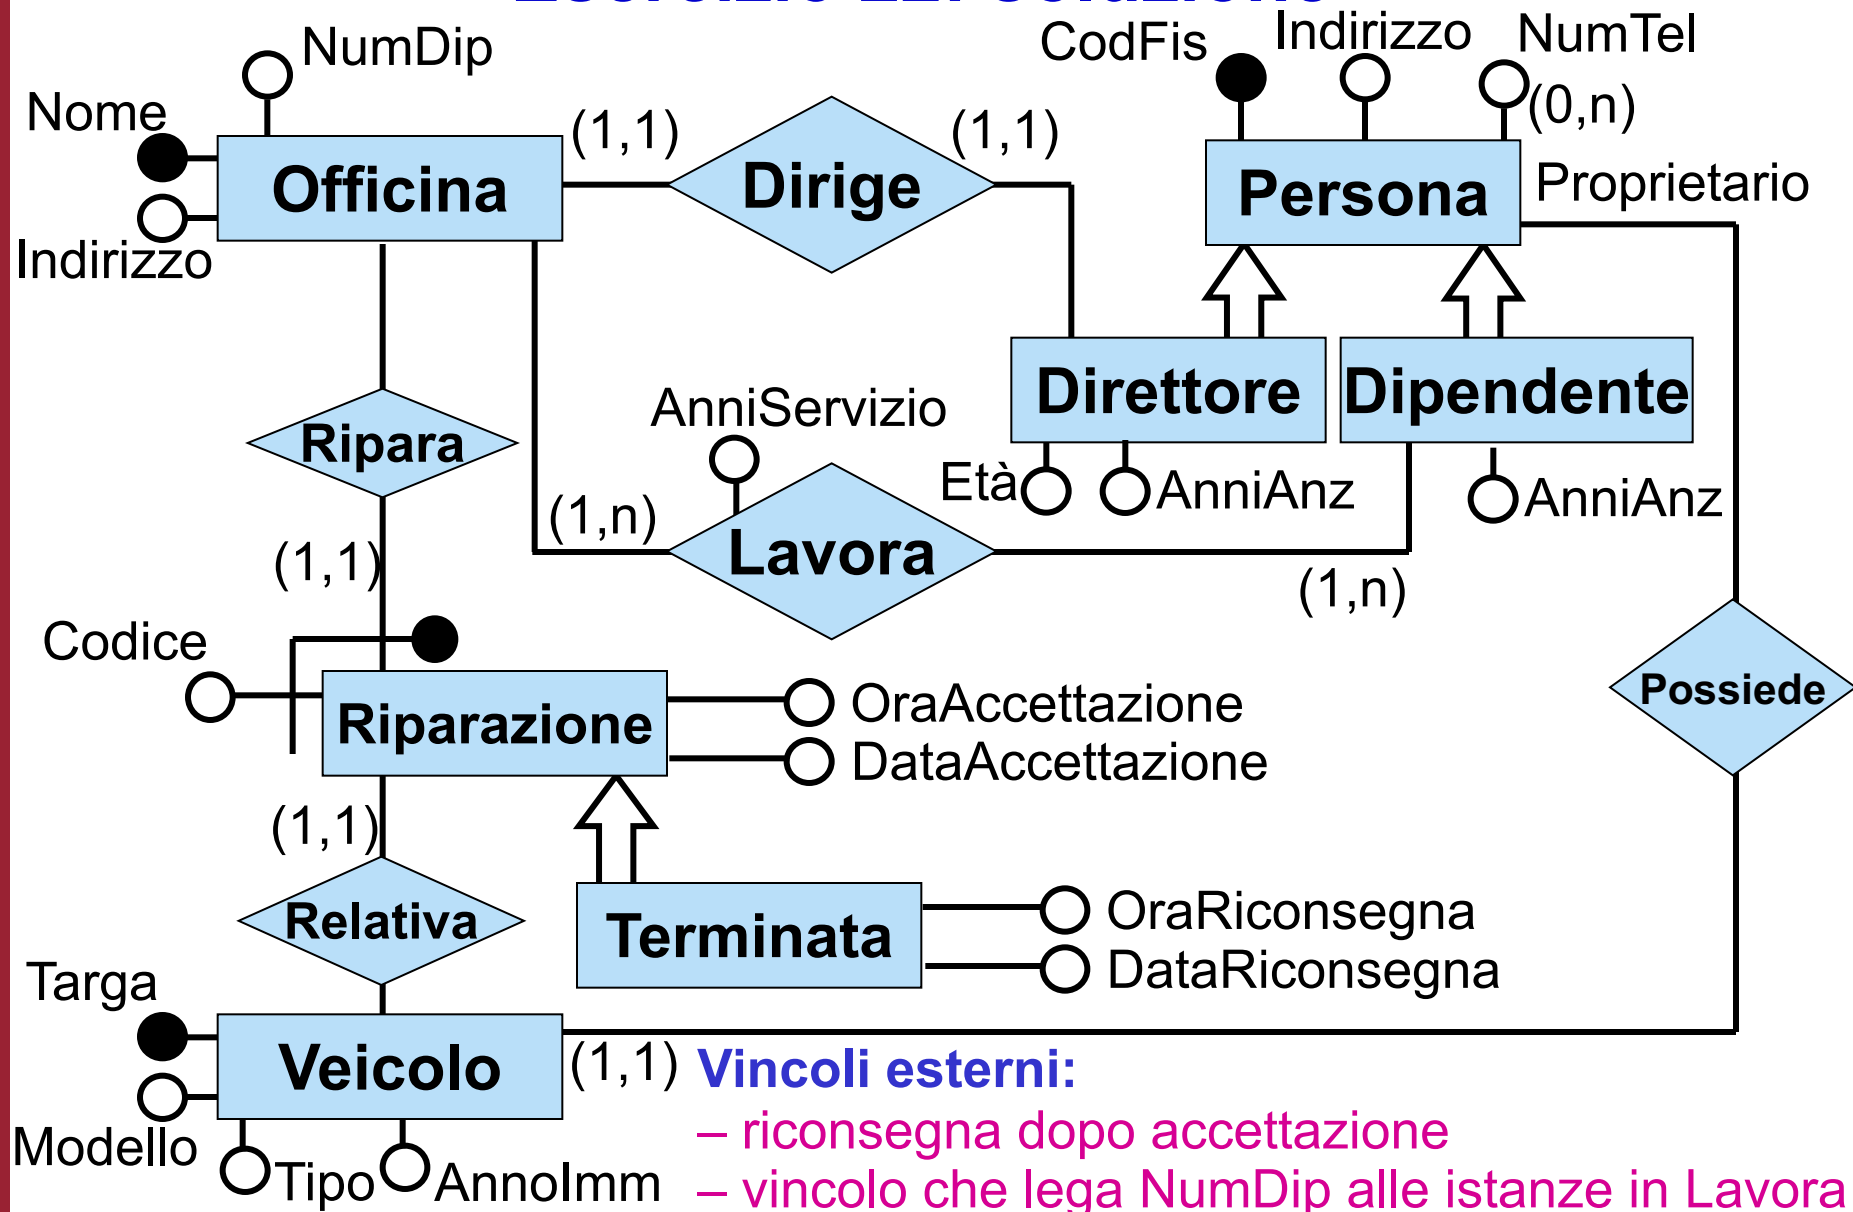 NumDip
CodFis
Indirizzo
NumTel
(0,n)
Nome
Officina
Indirizzo
(1,1)
Dirige
(1,1)
Persona
Proprietario
Direttore
Dipendente
Età
AnniAnz
AnniAnz
Ripara
AnniServizio
(1,n)
Lavora
(1,n)
(1,1)
Codice
Riparazione
OraAccettazione
DataAccettazione
Possiede
(1,1)
Relativa
Terminata
OraRiconsegna
DataRiconsegna
Targa
Veicolo
(1,1)
Modello
Tipo
AnnoImm
Vincoli esterni:
– riconsegna dopo accettazione
– vincolo che lega NumDip alle istanze in Lavora